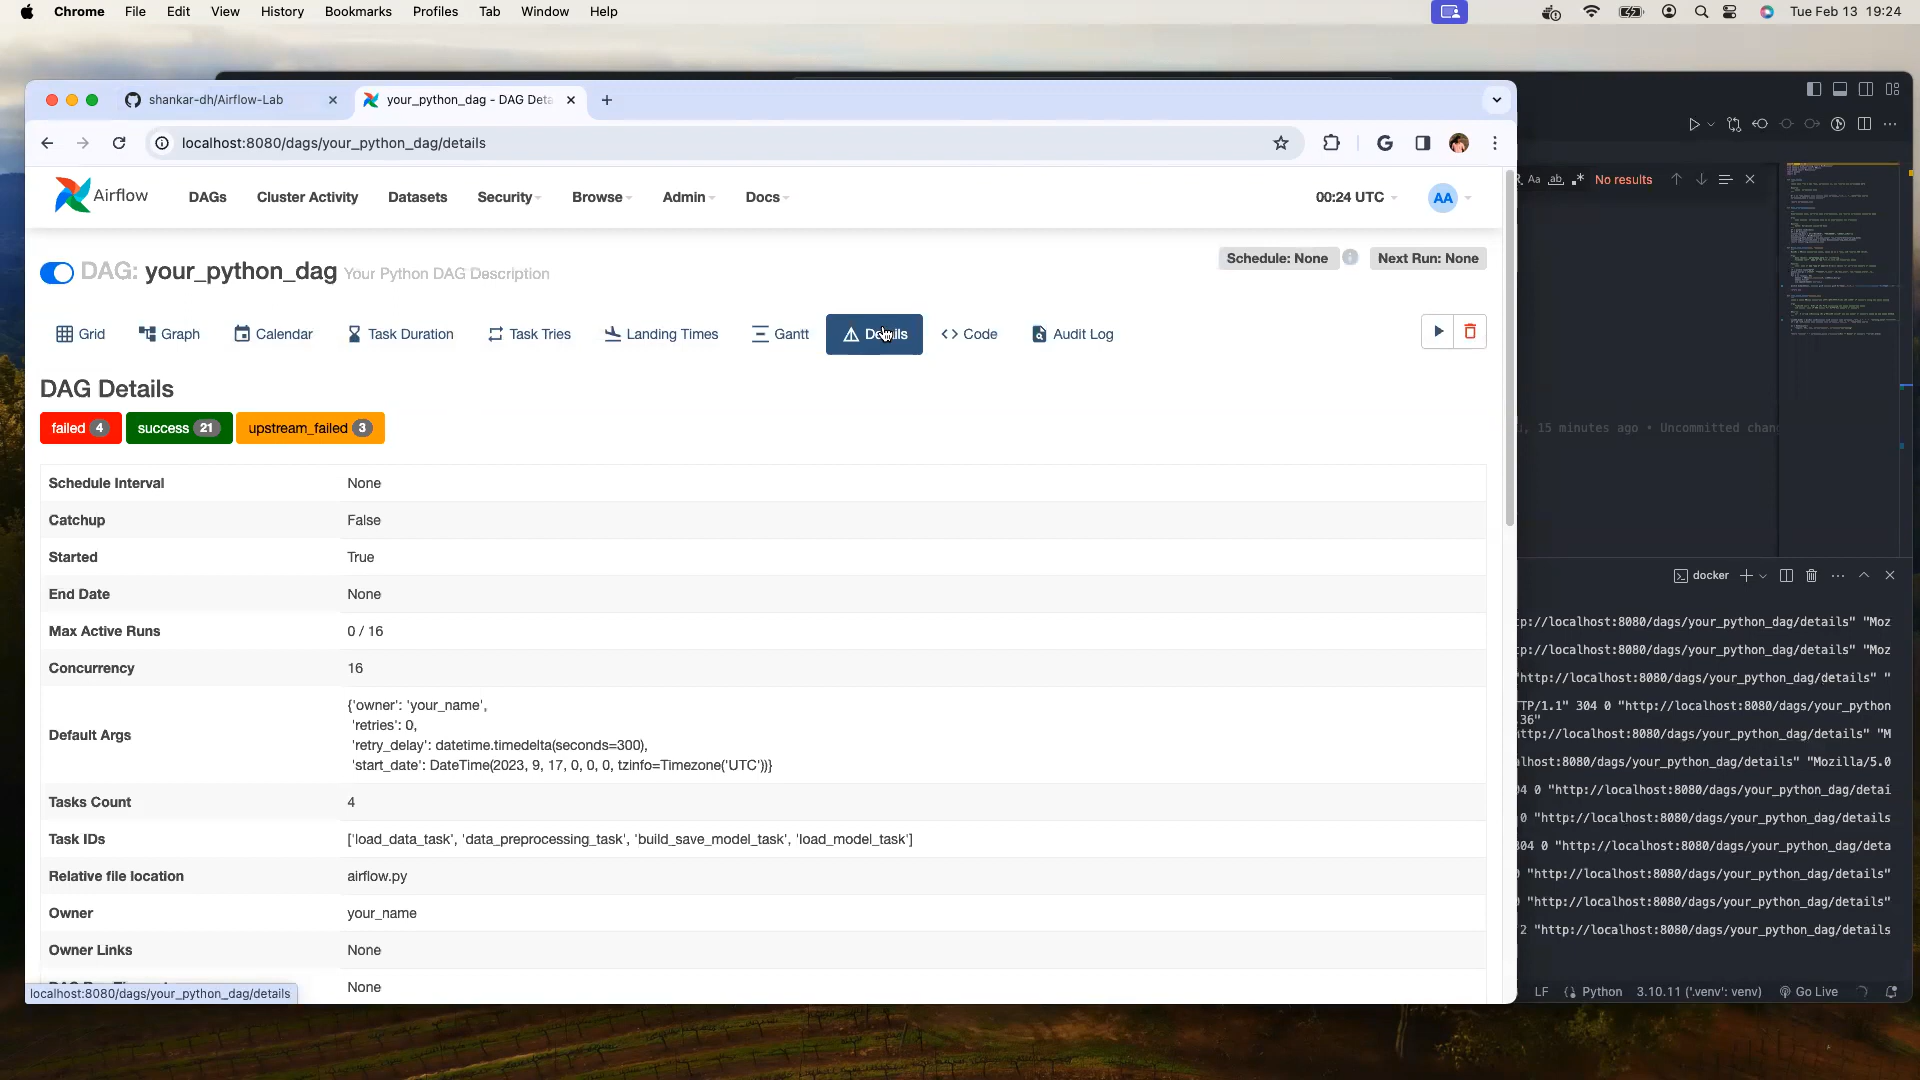 Chrome File Edit View History Bookmarks Profiles Tab Window Help
Tue Feb 13 19:24
shankar-dh/Airflow-Lab
your_python_dag - DAG Deta
localhost:8080/dags/your_python_dag/details
Airflow DAGs Cluster Activity Datasets Security Browse Admin Docs
00:24 UTC AA
DAG: your_python_dag Your Python DAG Description
Schedule: None Next Run: None
Grid Graph Calendar Task Duration Task Tries Landing Times Gantt Details Code Audit Log
DAG Details
failed 4 success 21 upstream_failed 3
Schedule Interval None
Catchup False
Started True
End Date None
Max Active Runs 0 / 16
Concurrency 16
Default Args
{'owner': 'your_name',
'retries': 0,
'retry_delay': datetime.timedelta(seconds=300),
'start_date': DateTime(2023, 9, 17, 0, 0, 0, tzinfo=Timezone('UTC'))}
Tasks Count 4
Task IDs ['load_data_task', 'data_preprocessing_task', 'build_save_model_task', 'load_model_task']
Relative file location airflow.py
Owner your_name
Owner Links None
None
localhost:8080/dags/your_python_dag/details
Aa ab No results
, 15 minutes ago • Uncommitted chan
docker
p://localhost:8080/dags/your_python_dag/details" "Moz
p://localhost:8080/dags/your_python_dag/details" "Moz
"http://localhost:8080/dags/your_python_dag/details" "
TP/1.1" 304 0 "http://localhost:8080/dags/your_python
36"
ttp://localhost:8080/dags/your_python_dag/details" "M
lhost:8080/dags/your_python_dag/details" "Mozilla/5.0
4 0 "http://localhost:8080/dags/your_python_dag/detai
0 "http://localhost:8080/dags/your_python_dag/details
304 0 "http://localhost:8080/dags/your_python_dag/deta
"http://localhost:8080/dags/your_python_dag/details"
"http://localhost:8080/dags/your_python_dag/details"
2 "http://localhost:8080/dags/your_python_dag/details
LF Python 3.10.11 ('.venv': venv) Go Live